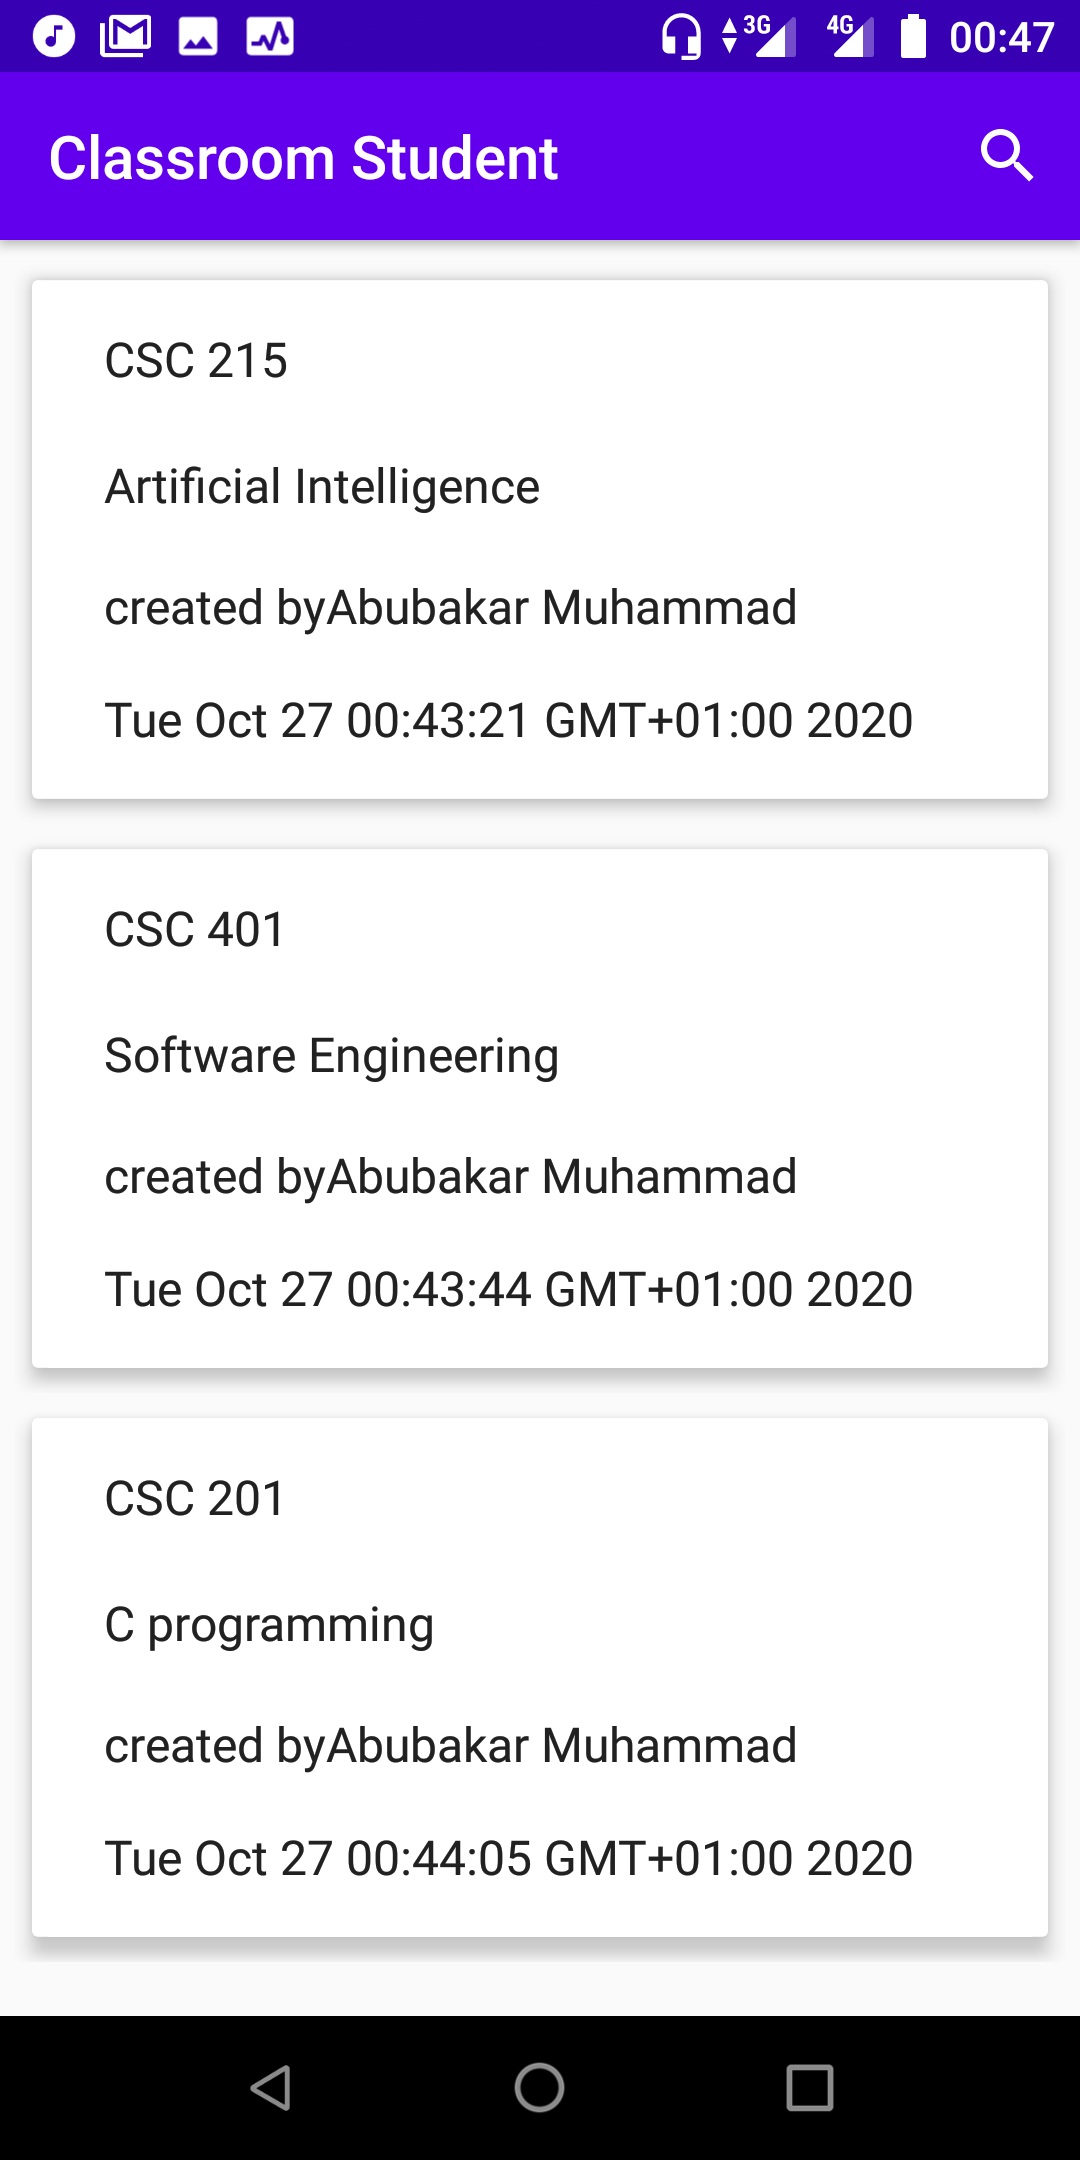 3G 4G 00:47
Classroom Student
CSC 215
Artificial Intelligence
created byAbubakar Muhammad
Tue Oct 27 00:43:21 GMT+01:00 2020
CSC 401
Software Engineering
created byAbubakar Muhammad
Tue Oct 27 00:43:44 GMT+01:00 2020
CSC 201
C programming
created byAbubakar Muhammad
Tue Oct 27 00:44:05 GMT+01:00 2020